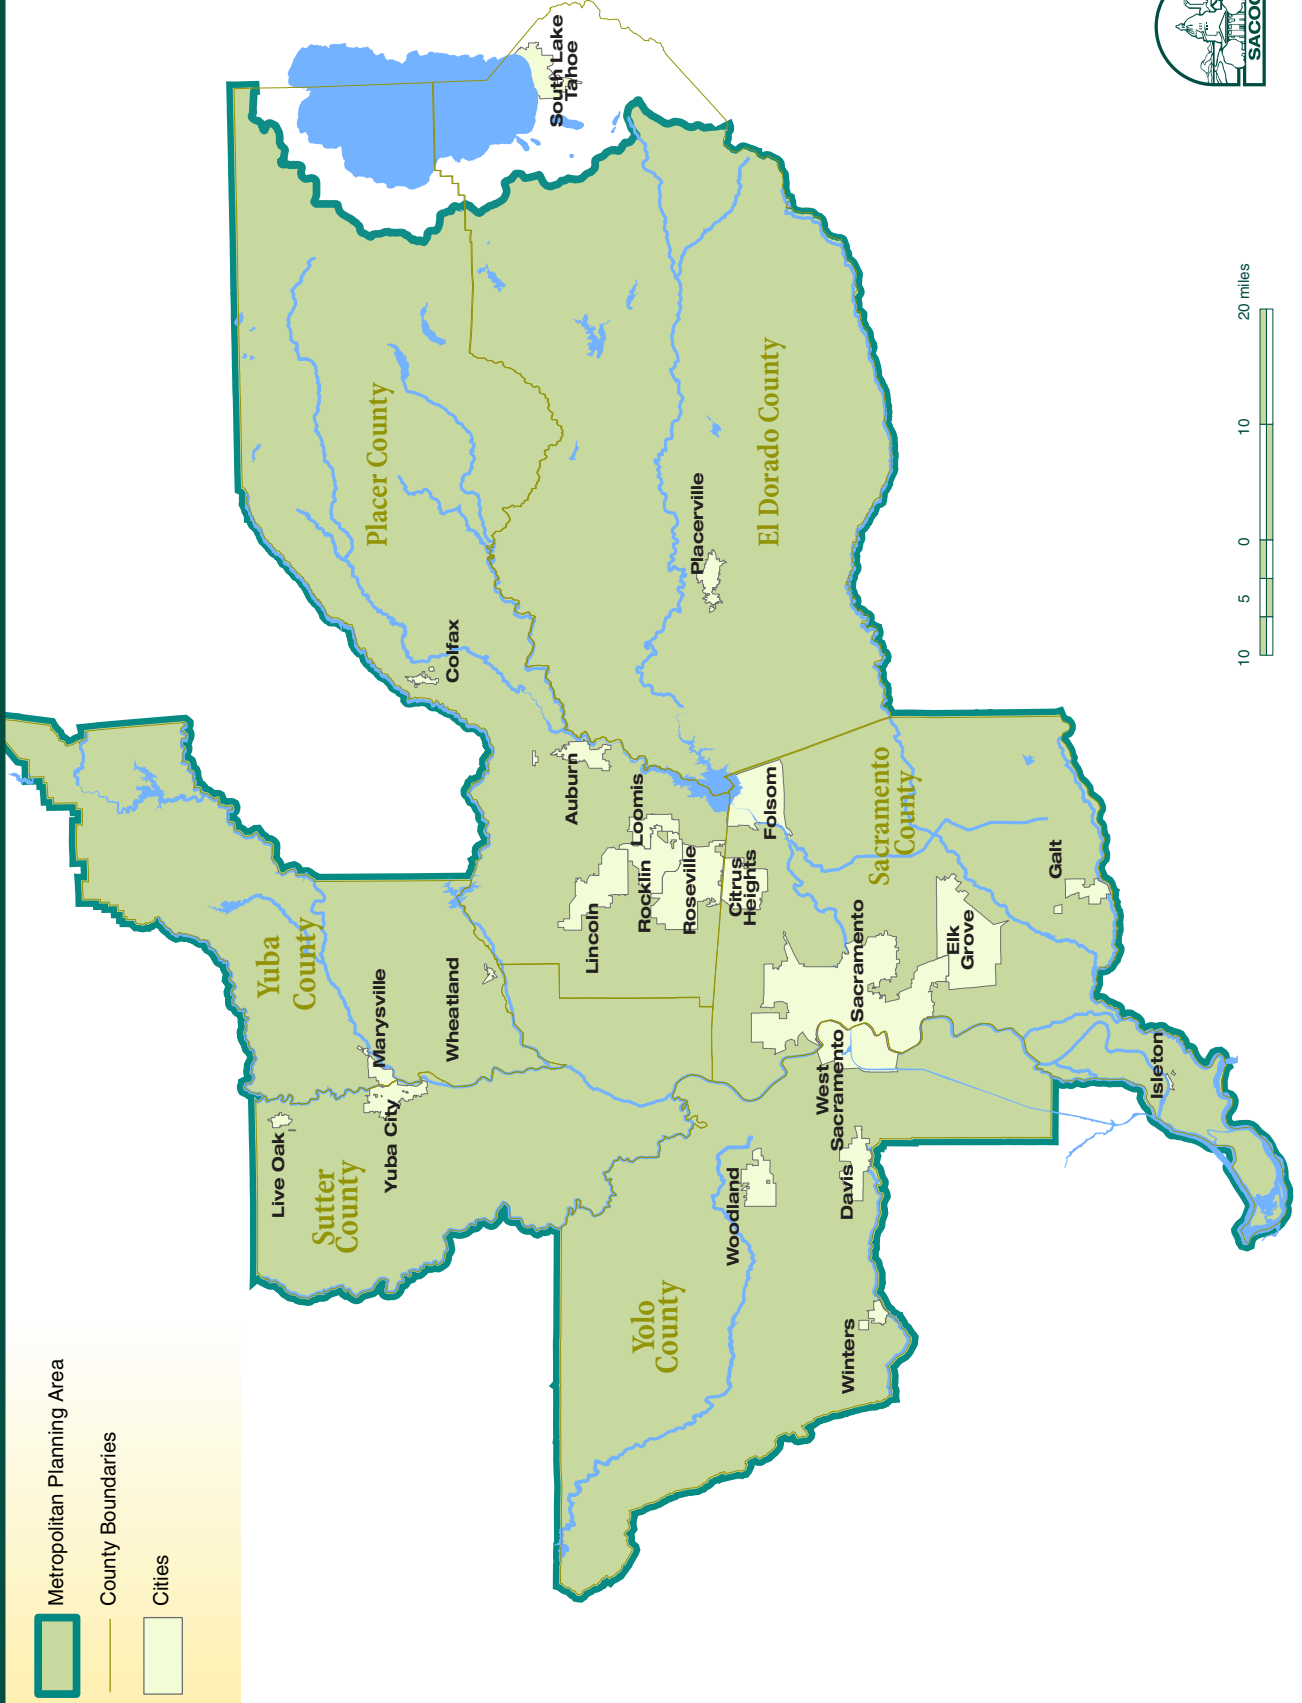 Metropolitan Planning Area
County Boundaries
Cities
Live Oak
Sutter
County
Yuba City
Marysville
Yuba
County
Wheatland
Colfax
Placer County
South Lake
Tahoe
Auburn
Lincoln
Loomis
Rocklin
Roseville
Placerville
El Dorado County
Yolo
County
Woodland
Citrus
Heights
Folsom
Winters
Davis
West
Sacramento
Sacramento
Sacramento
County
Elk
Grove
Galt
Isleton
10
5
0
10
20 miles
SACOG